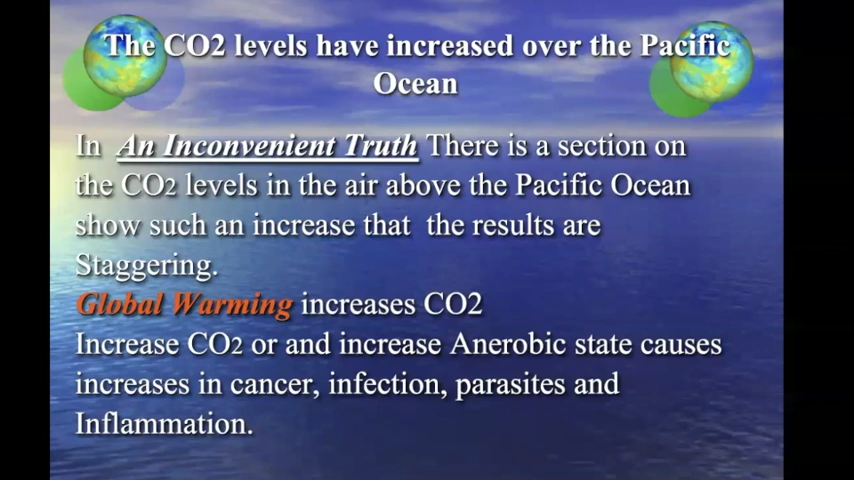 The CO2 levels have increased over the Pacific
Ocean
In An Inconvenient Truth There is a section on
the CO2 levels in the air above the Pacific Ocean
show such an increase that the results are
Staggering.
Global Warming increases CO2
Increase CO2 or and increase Anerobic state causes
increases in cancer, infection, parasites and
Inflammation.